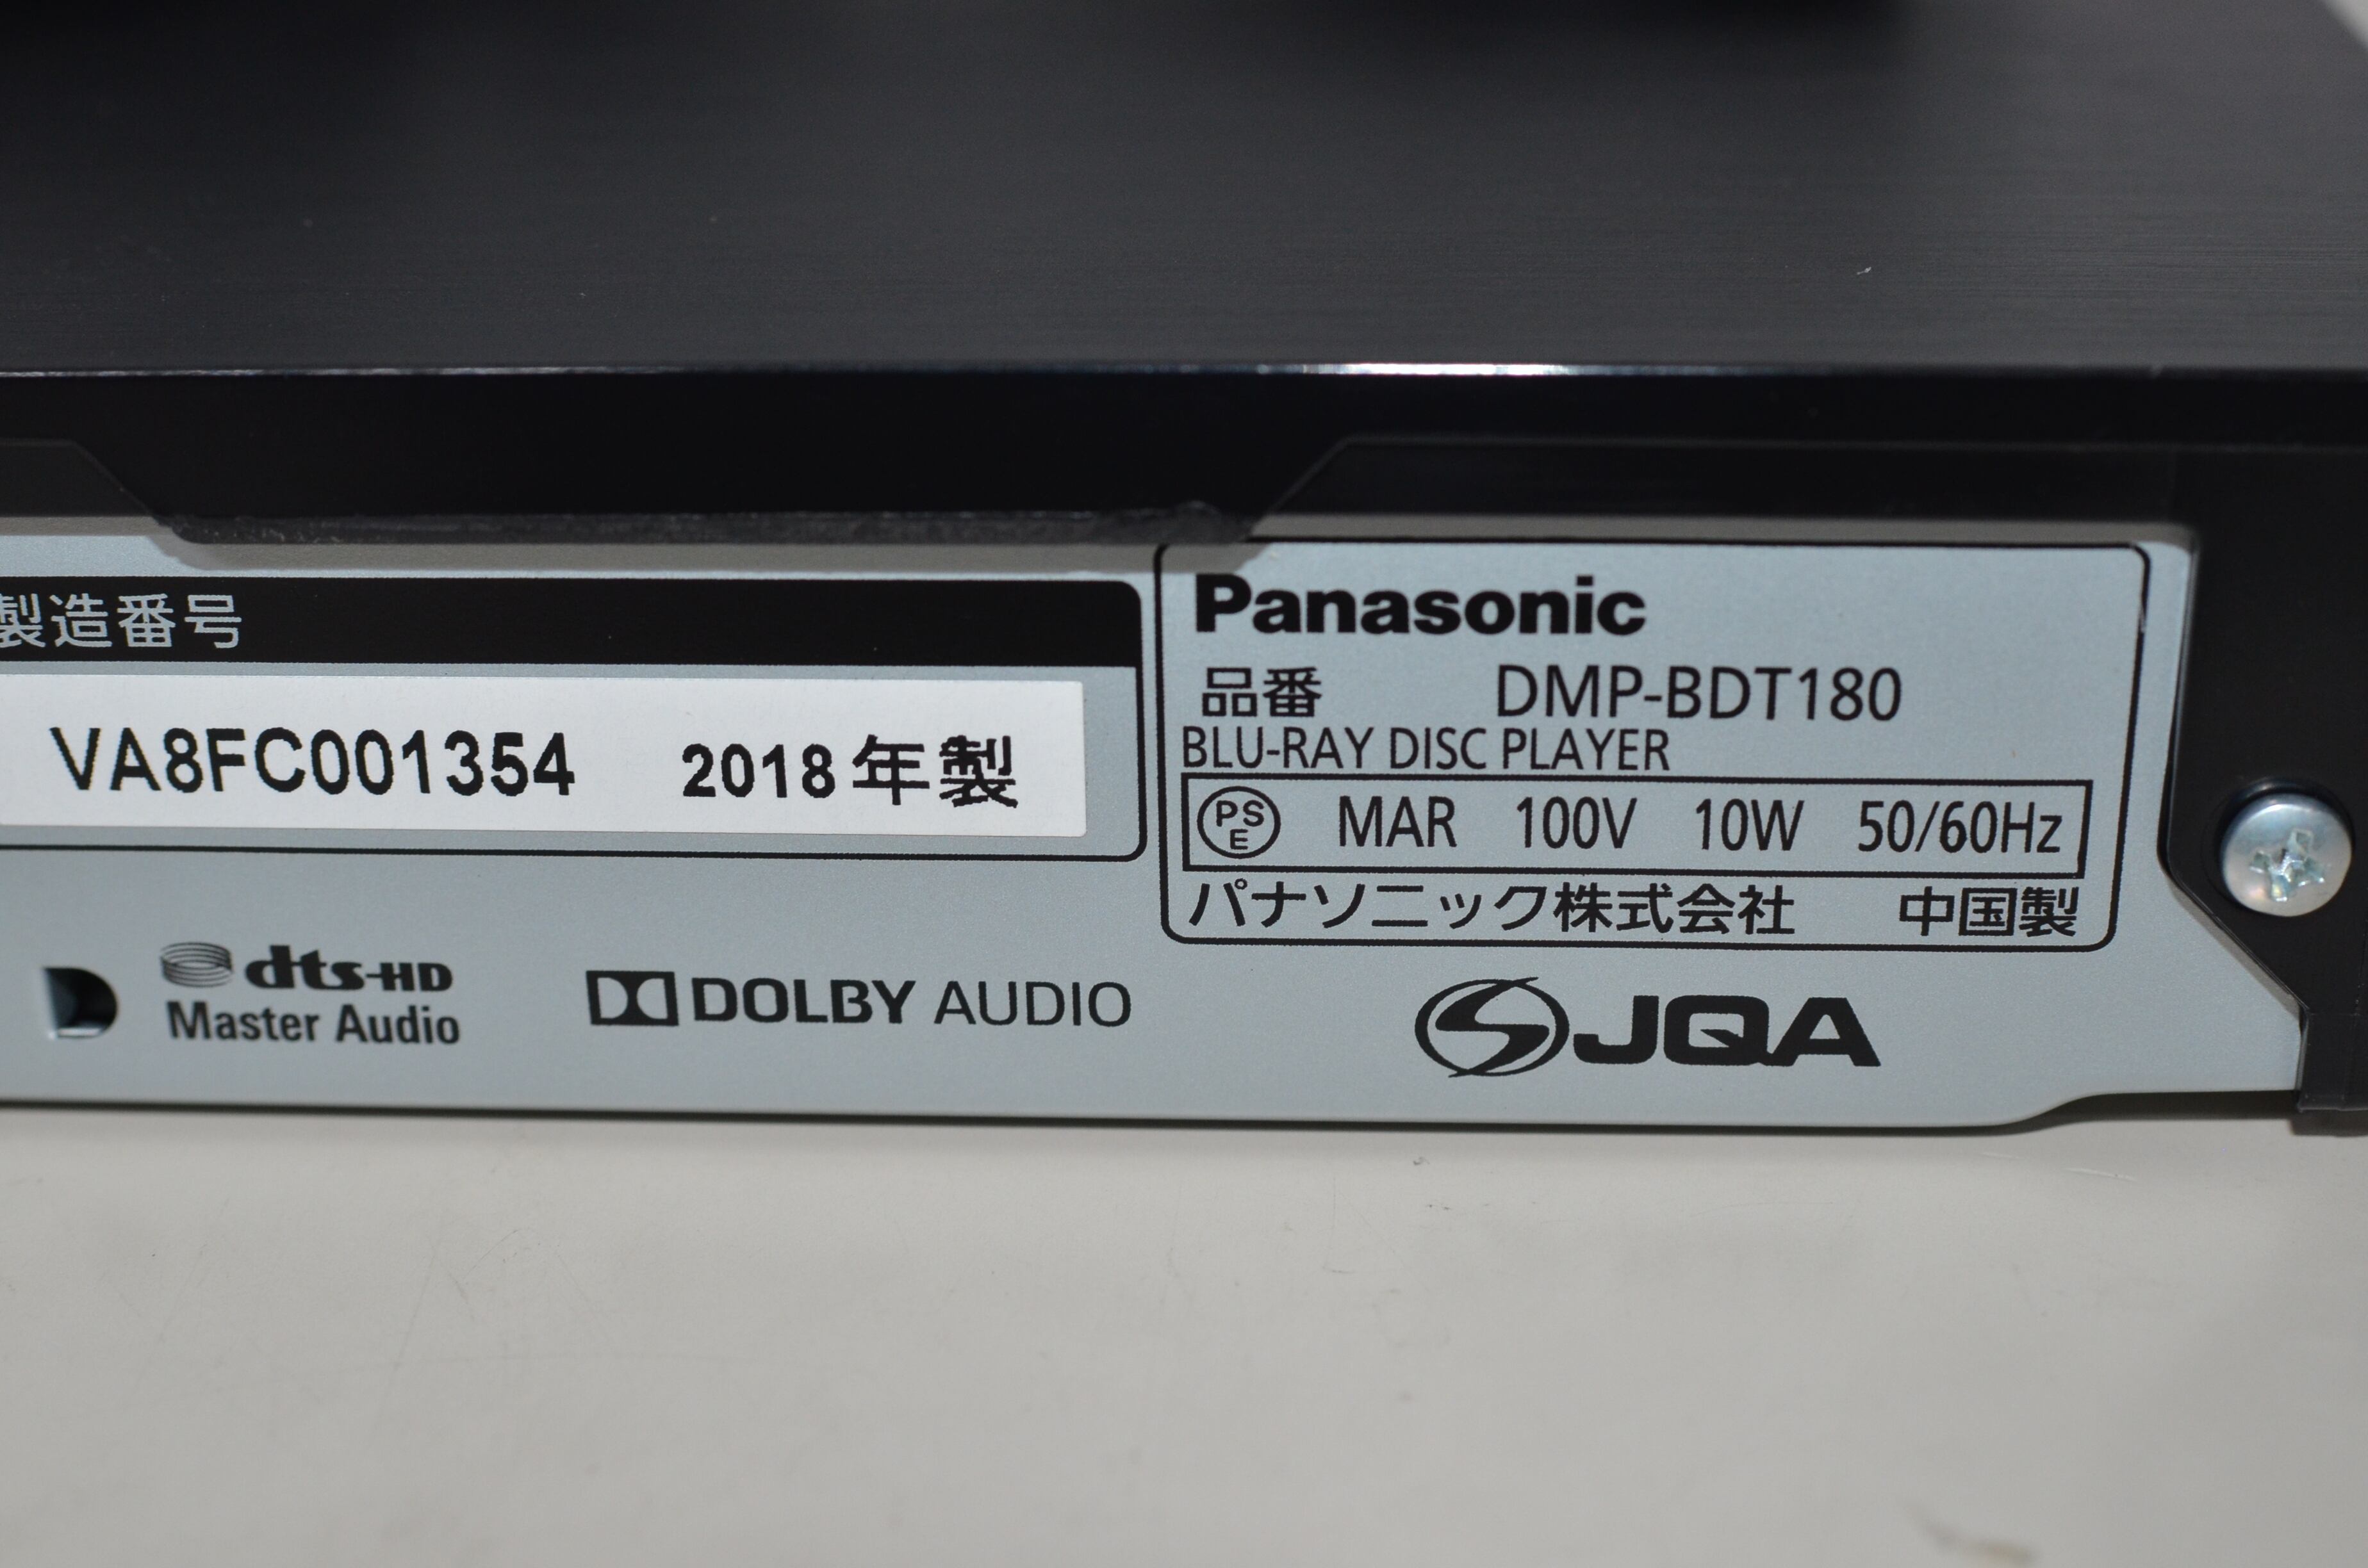 製造番号
VA8FC001354 2018年製
dts-HD
Master Audio
DOLBY AUDIO
Panasonic
品番 DMP-BDT180
BLU-RAY DISC PLAYER
PSE MAR 100V 10W 50/60Hz
パナソニック株式会社 中国製
JQA